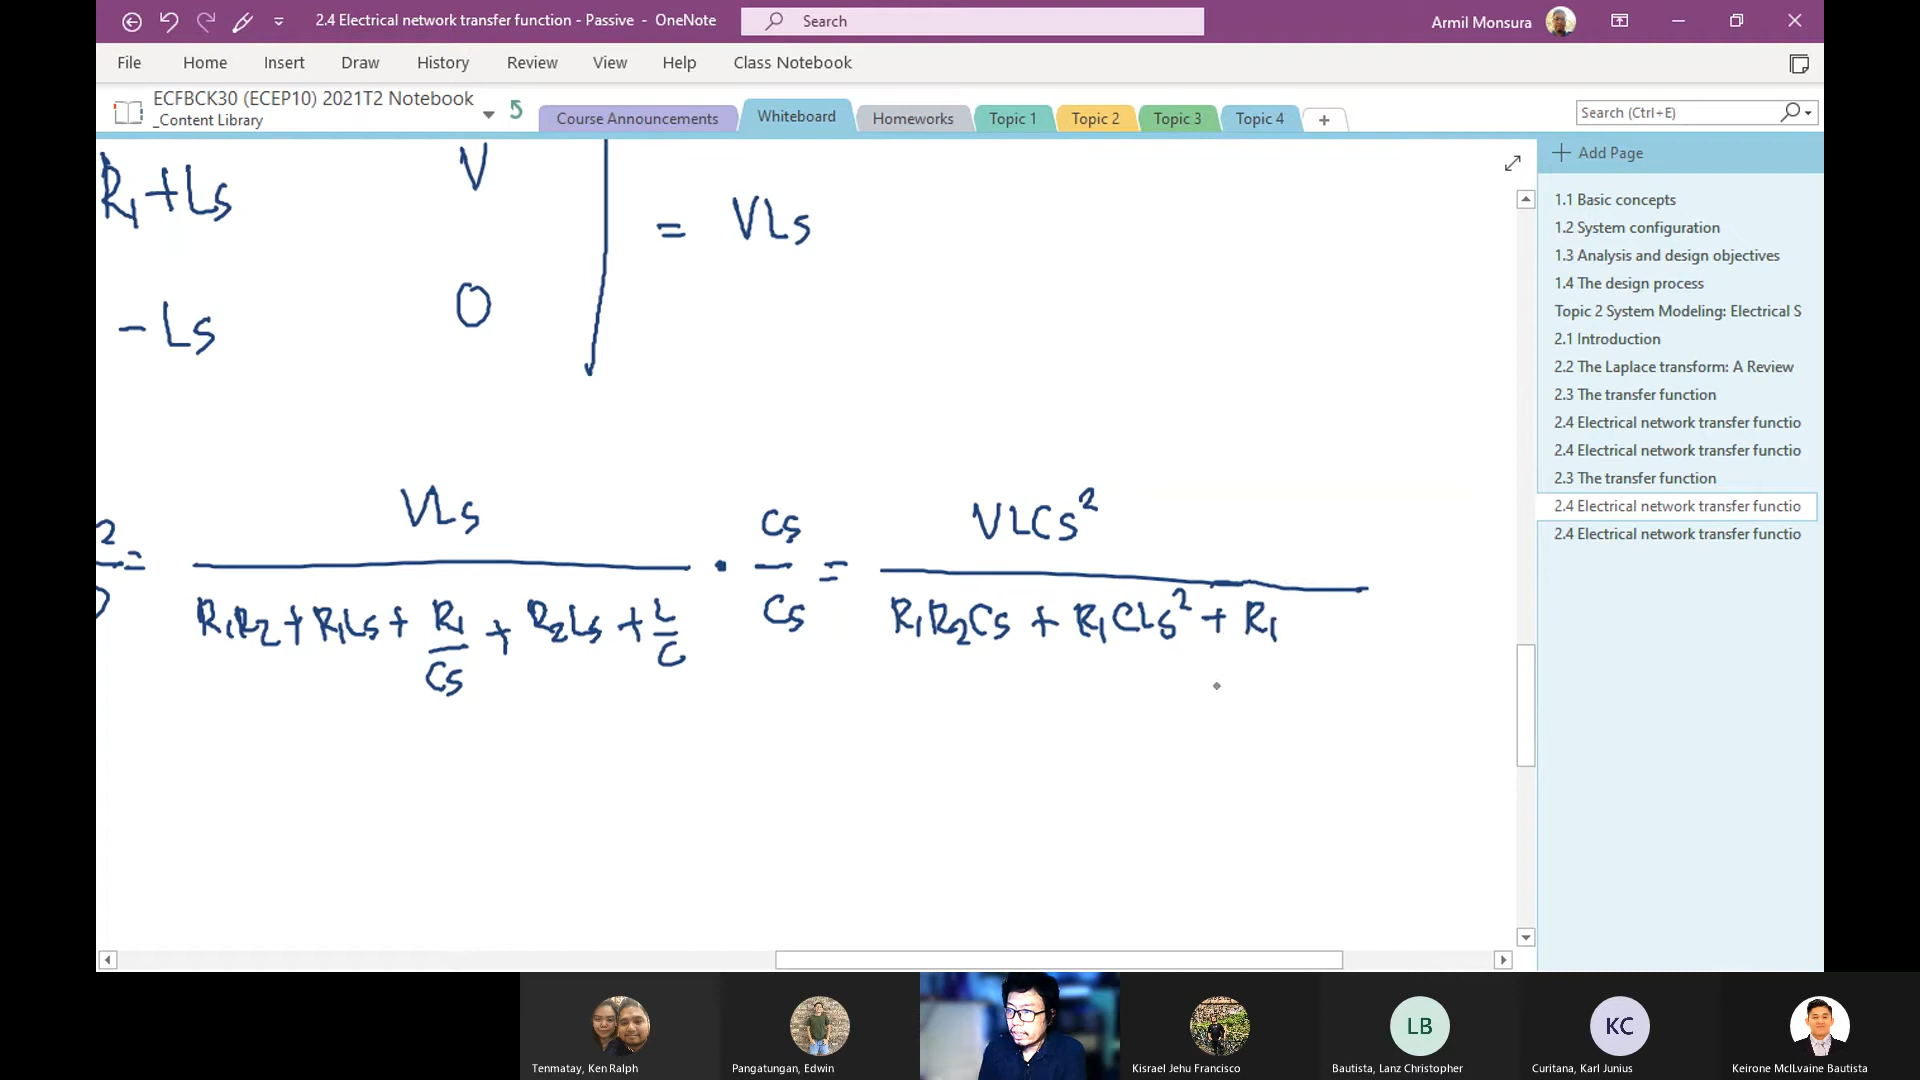 2.4 Electrical network transfer function - Passive - OneNote
Search
Armil Monsura
File Home Insert Draw History Review View Help Class Notebook
ECFBCK30 (ECEP10) 2021T2 Notebook
_Content Library
Course Announcements Whiteboard Homeworks Topic 1 Topic 2 Topic 3 Topic 4 +
Search (Ctrl+E)
Add Page
1.1 Basic concepts
1.2 System configuration
1.3 Analysis and design objectives
1.4 The design process
Topic 2 System Modeling: Electrical S
2.1 Introduction
2.2 The Laplace transform: A Review
2.3 The transfer function
2.4 Electrical network transfer functio
2.4 Electrical network transfer functio
2.3 The transfer function
2.4 Electrical network transfer functio
2.4 Electrical network transfer functio
R₁+Ls V
= VLs
-Ls 0
VLs Cs VLCs²
= · =
R₁R₂+R₁Ls+R₁/Cs+R₂Ls+L/C Cs R₁R₂Cs + R₁CLs² + R₁
LB KC
Tenmatay, Ken Ralph
Pangatungan, Edwin
Kisrael Jehu Francisco
Bautista, Lanz Christopher
Curitana, Karl Junius
Keirone McIlvaine Bautista